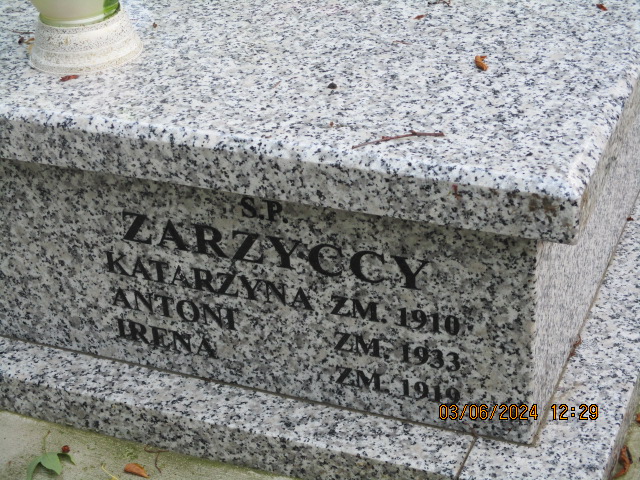 S.P.
ZARZYCCY
KATARZYNA ZM. 1910
ANTONI ZM. 1933
IRENA ZM. 1919
03/06/2024 12:29